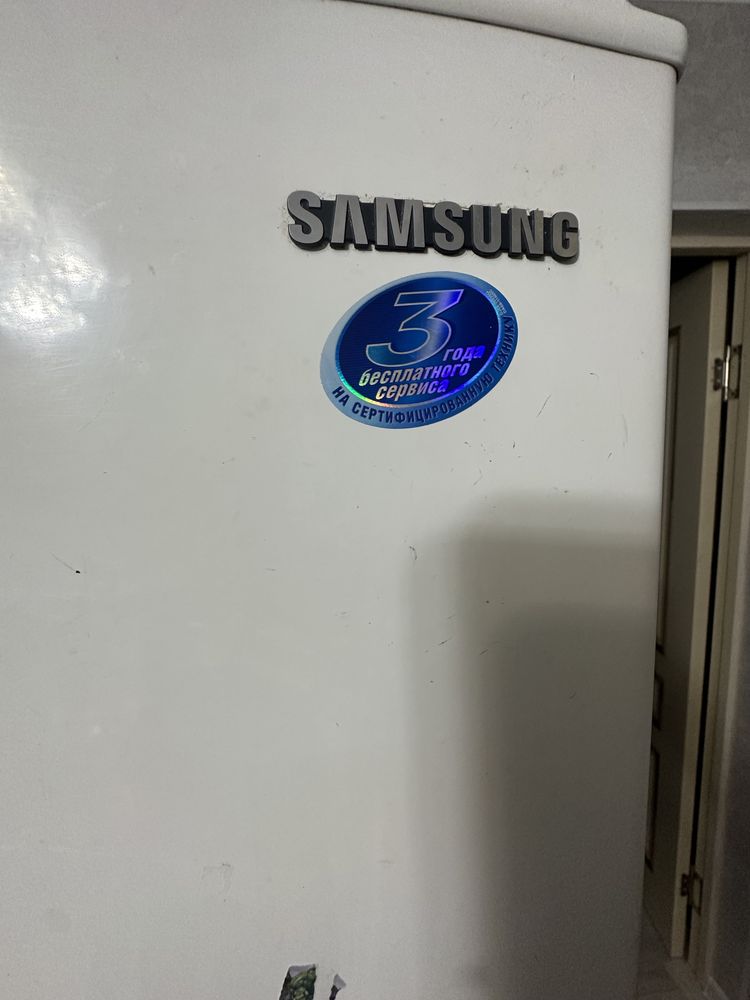 SAMSUNG
3
года
бесплатного
сервиса
НА СЕРТИФИЦИРОВАННУЮ ТЕХНИКУ